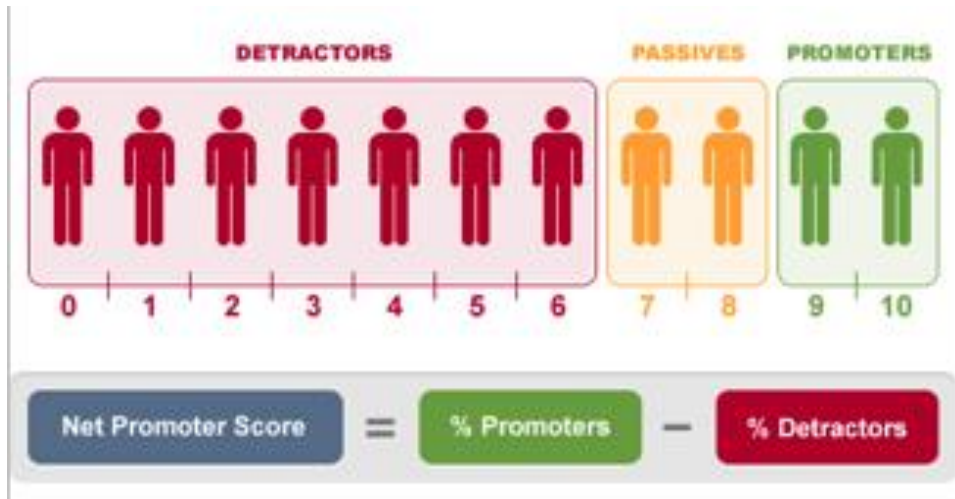 DETRACTORS PASSIVES PROMOTERS
0 1 2 3 4 5 6 7 8 9 10
Net Promoter Score = % Promoters − % Detractors